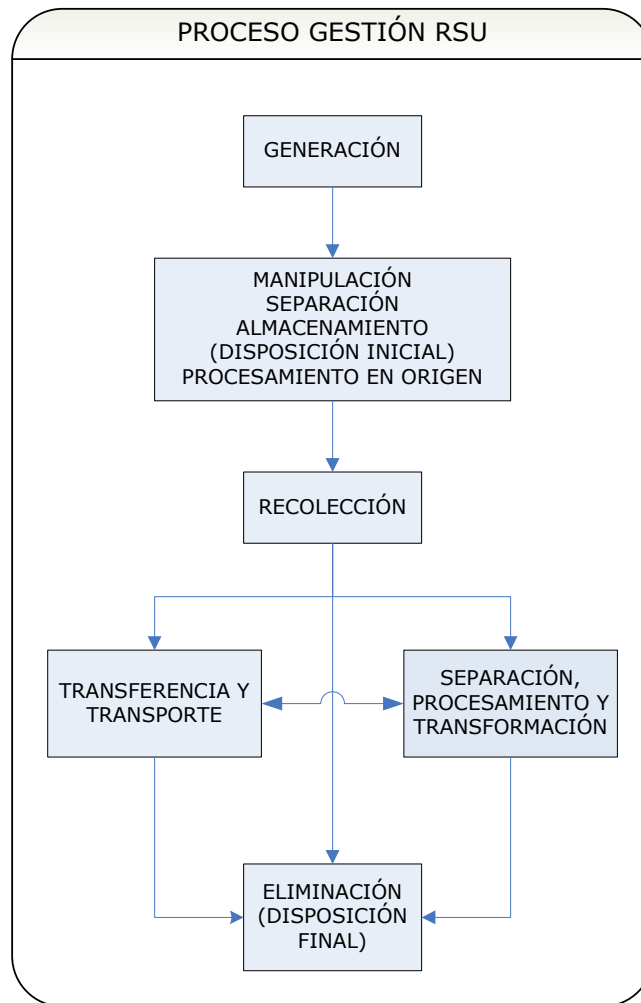 PROCESO GESTIÓN RSU
GENERACIÓN
MANIPULACIÓN
SEPARACIÓN
ALMACENAMIENTO
(DISPOSICIÓN INICIAL)
PROCESAMIENTO EN ORIGEN
RECOLECCIÓN
TRANSFERENCIA Y
TRANSPORTE
SEPARACIÓN,
PROCESAMIENTO Y
TRANSFORMACIÓN
ELIMINACIÓN
(DISPOSICIÓN
FINAL)